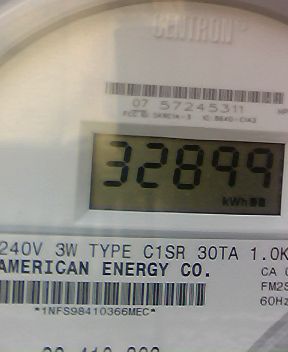 CENTRON
07 57245311
32899
kWh
240V 3W TYPE C1SR 30TA 1.0K
AMERICAN ENERGY CO.
CA
FM2S
60Hz
*1NFS98410366MEC*